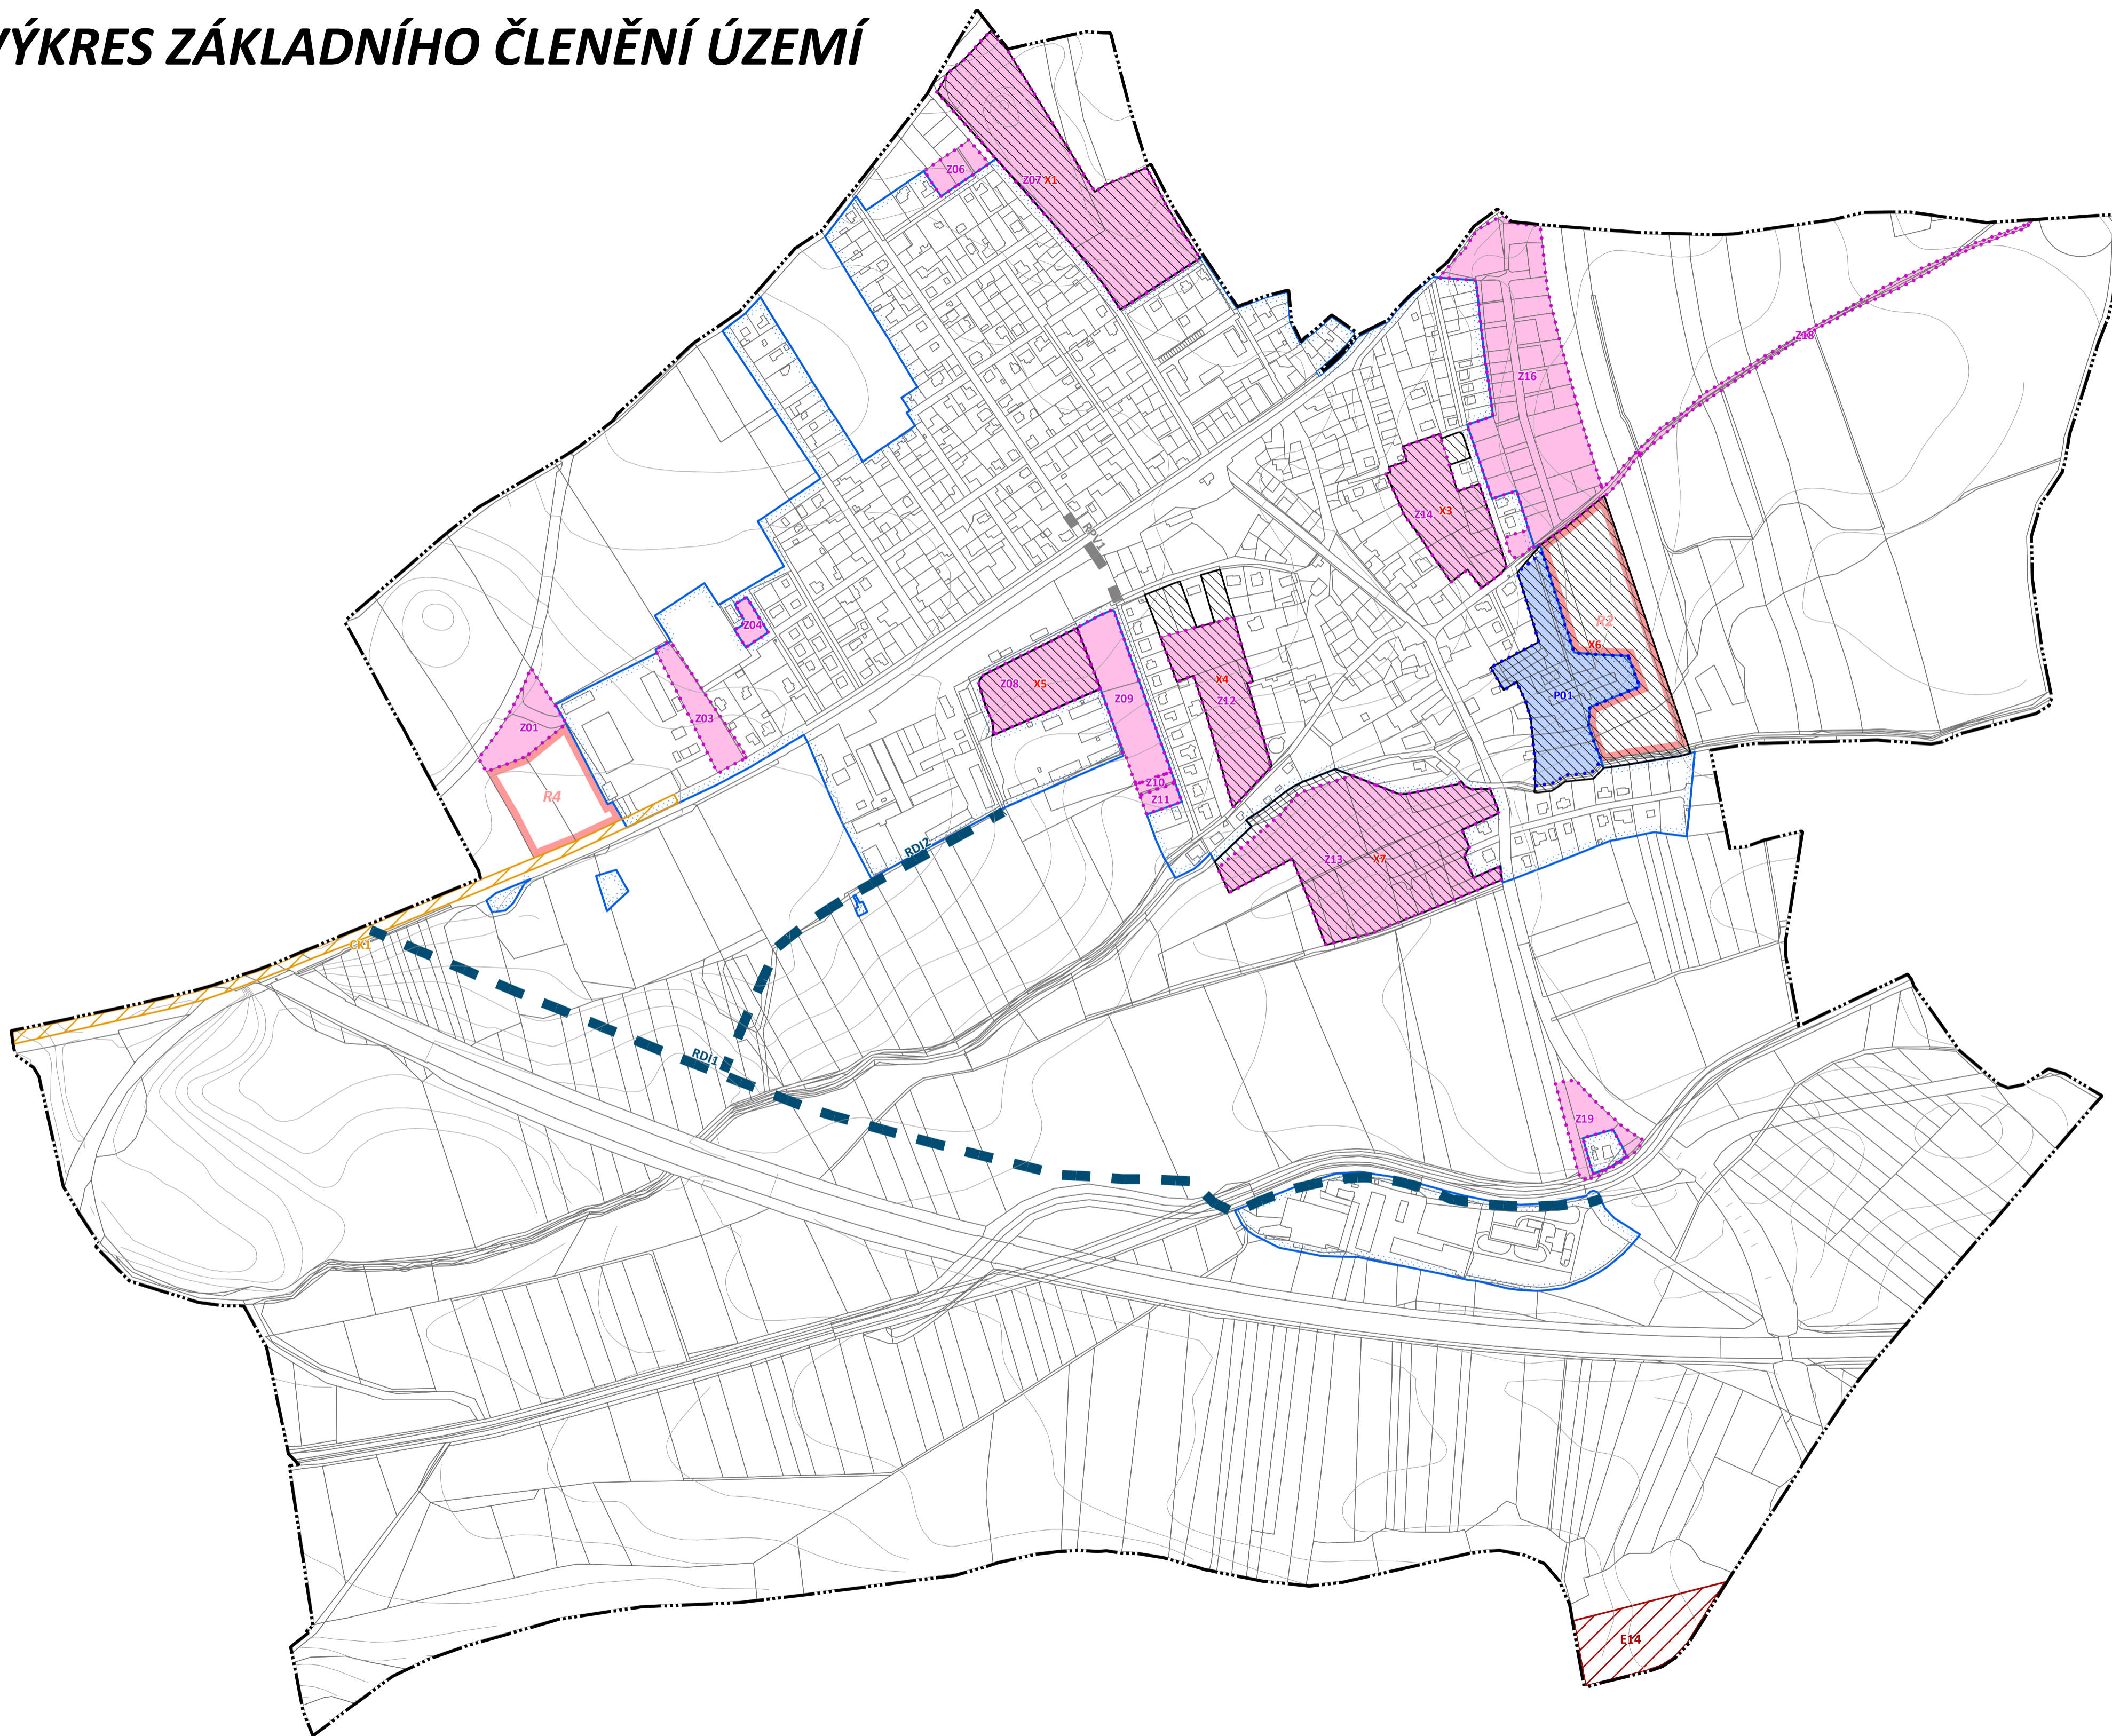 VÝKRES ZÁKLADNÍHO ČLENĚNÍ ÚZEMÍ
Z06
Z07 X1
Z18
Z16
RPV1
Z14 X3
R2
X6
Z04
P01
Z08 X5
X4
Z12
Z09
Z03
Z01
Z10
Z11
R4
RDI2
Z13 X7
CK1
RDI1
Z19
E14